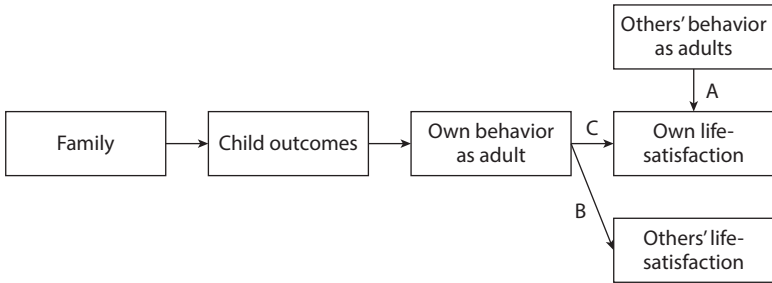 Others' behavior
as adults
A
Family
Child outcomes
Own behavior
as adult
C
Own life-
satisfaction
B
Others' life-
satisfaction